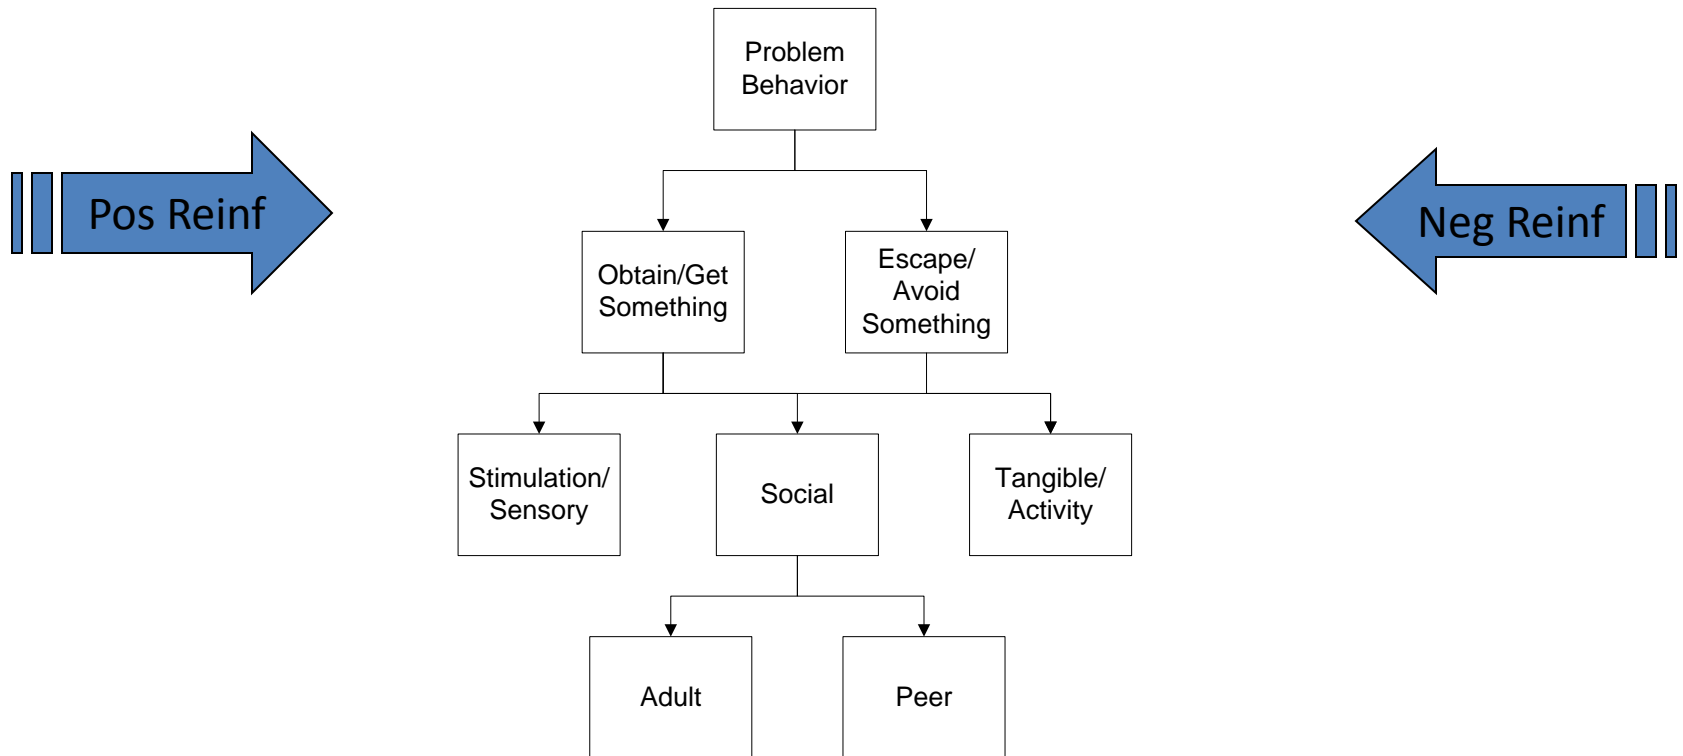 Problem
Behavior
Pos Reinf
Neg Reinf
Obtain/Get
Something
Escape/
Avoid
Something
Stimulation/
Sensory
Social
Tangible/
Activity
Adult
Peer